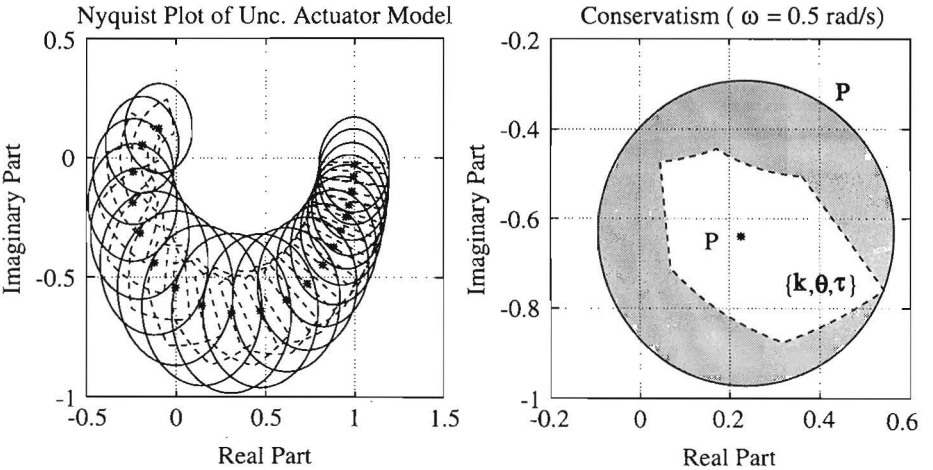 Nyquist Plot of Unc. Actuator Model
0.5
0
-0.5
-1
-0.5
0
0.5
1
1.5
Real Part
Imaginary Part
Conservatism ( ω = 0.5 rad/s)
-0.2
-0.4
-0.6
-0.8
-1
-0.2
0
0.2
0.4
0.6
Real Part
Imaginary Part
P
P
{k,θ,τ}